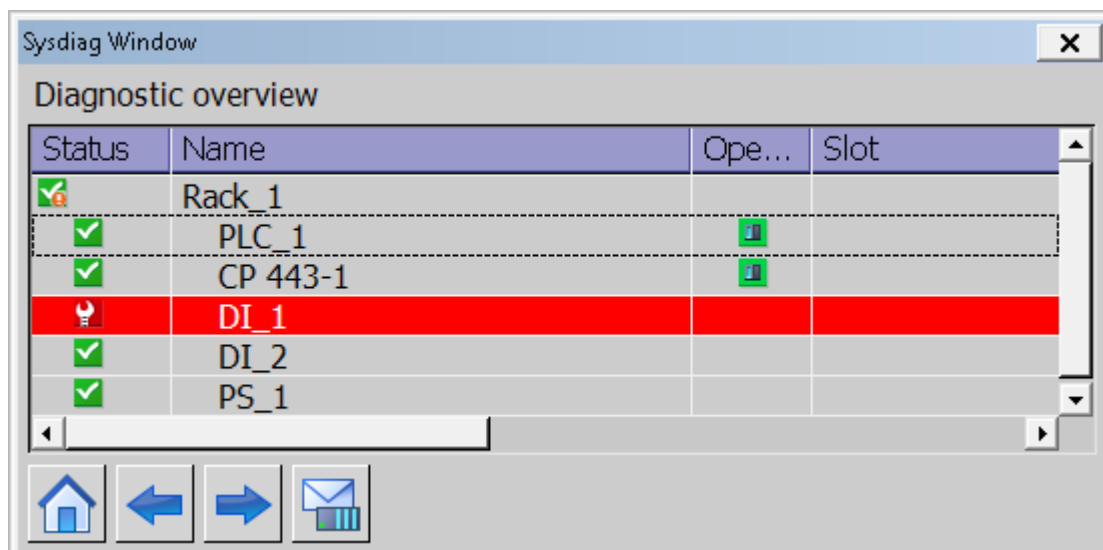 Sysdiag Window
Diagnostic overview
Status Name Ope... Slot
Rack_1
PLC_1
CP 443-1
DI_1
DI_2
PS_1